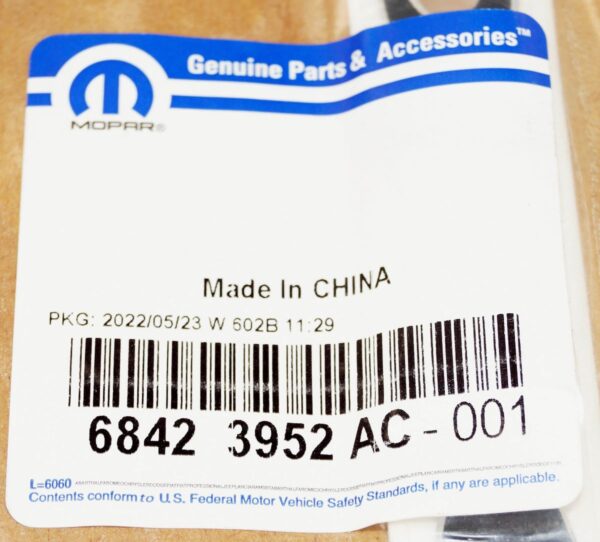 Genuine Parts & Accessories™
MOPAR®
Made In CHINA
PKG: 2022/05/23 W 602B 11:29
6842 3952 AC - 001
L=6060
Contents conform to U.S. Federal Motor Vehicle Safety Standards, if any are applicable.